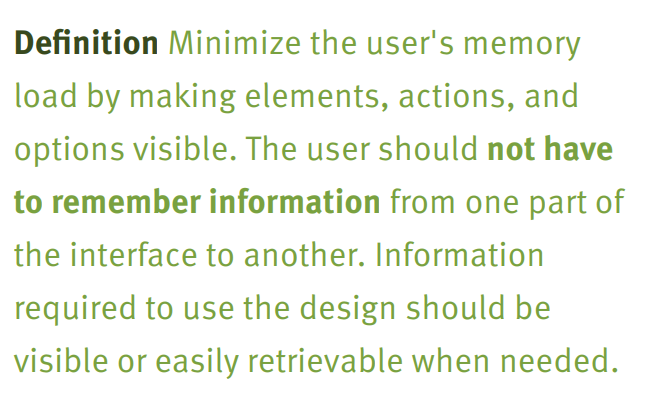 Definition Minimize the user's memory
load by making elements, actions, and
options visible. The user should not have
to remember information from one part of
the interface to another. Information
required to use the design should be
visible or easily retrievable when needed.